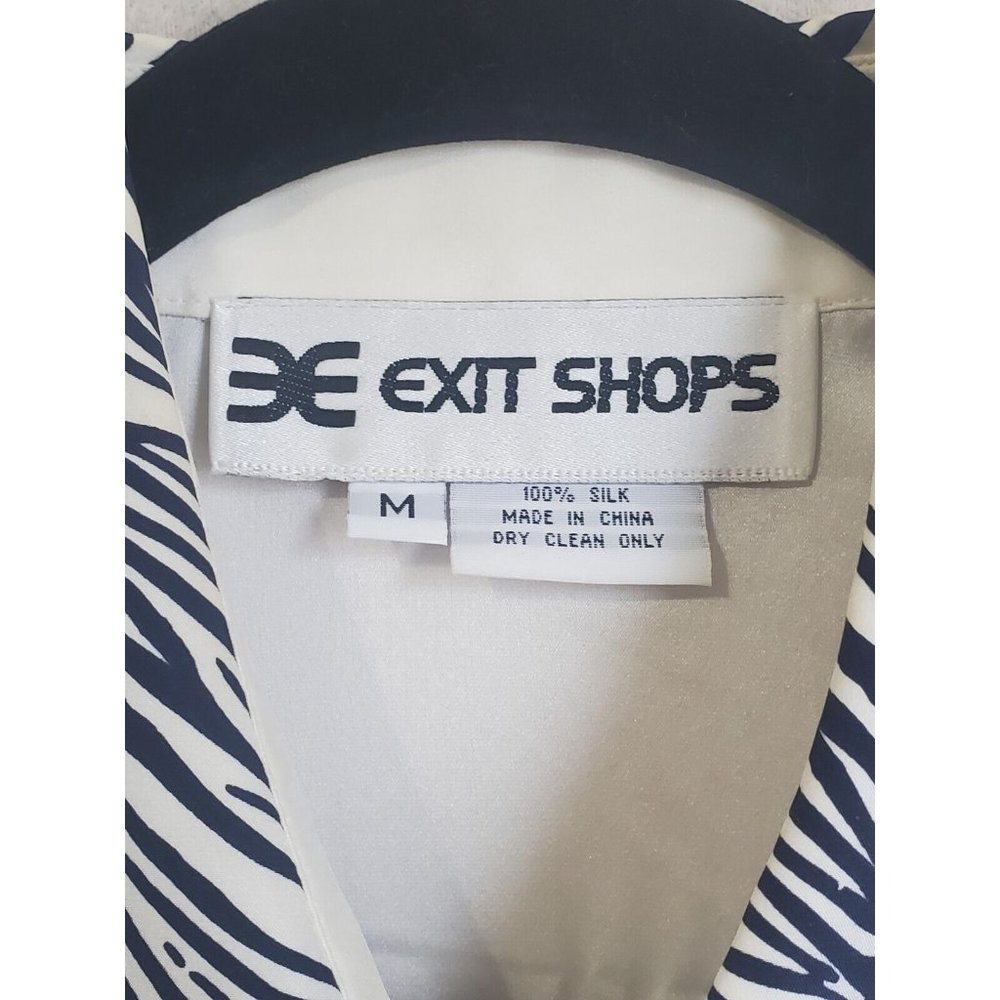 EXIT SHOPS
M
100% SILK
MADE IN CHINA
DRY CLEAN ONLY